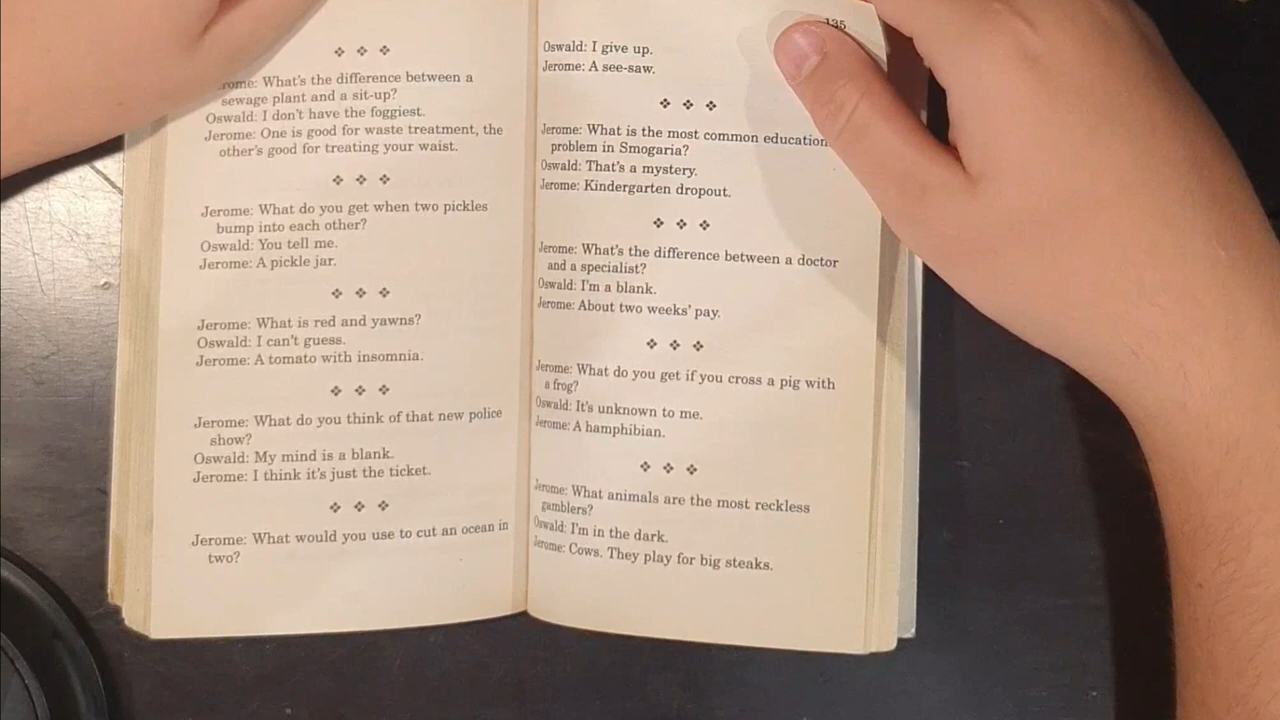 ❖ ❖ ❖
rome: What's the difference between a
sewage plant and a sit-up?
Oswald: I don't have the foggiest.
Jerome: One is good for waste treatment, the
other's good for treating your waist.
❖ ❖ ❖
Jerome: What do you get when two pickles
bump into each other?
Oswald: You tell me.
Jerome: A pickle jar.
❖ ❖ ❖
Jerome: What is red and yawns?
Oswald: I can't guess.
Jerome: A tomato with insomnia.
❖ ❖ ❖
Jerome: What do you think of that new police
show?
Oswald: My mind is a blank.
Jerome: I think it's just the ticket.
❖ ❖ ❖
Jerome: What would you use to cut an ocean in
two?
135
Oswald: I give up.
Jerome: A see-saw.
❖ ❖ ❖
Jerome: What is the most common education
problem in Smogaria?
Oswald: That's a mystery.
Jerome: Kindergarten dropout.
❖ ❖ ❖
Jerome: What's the difference between a doctor
and a specialist?
Oswald: I'm a blank.
Jerome: About two weeks' pay.
❖ ❖ ❖
Jerome: What do you get if you cross a pig with
a frog?
Oswald: It's unknown to me.
Jerome: A hamphibian.
❖ ❖ ❖
Jerome: What animals are the most reckless
gamblers?
Oswald: I'm in the dark.
Jerome: Cows. They play for big steaks.